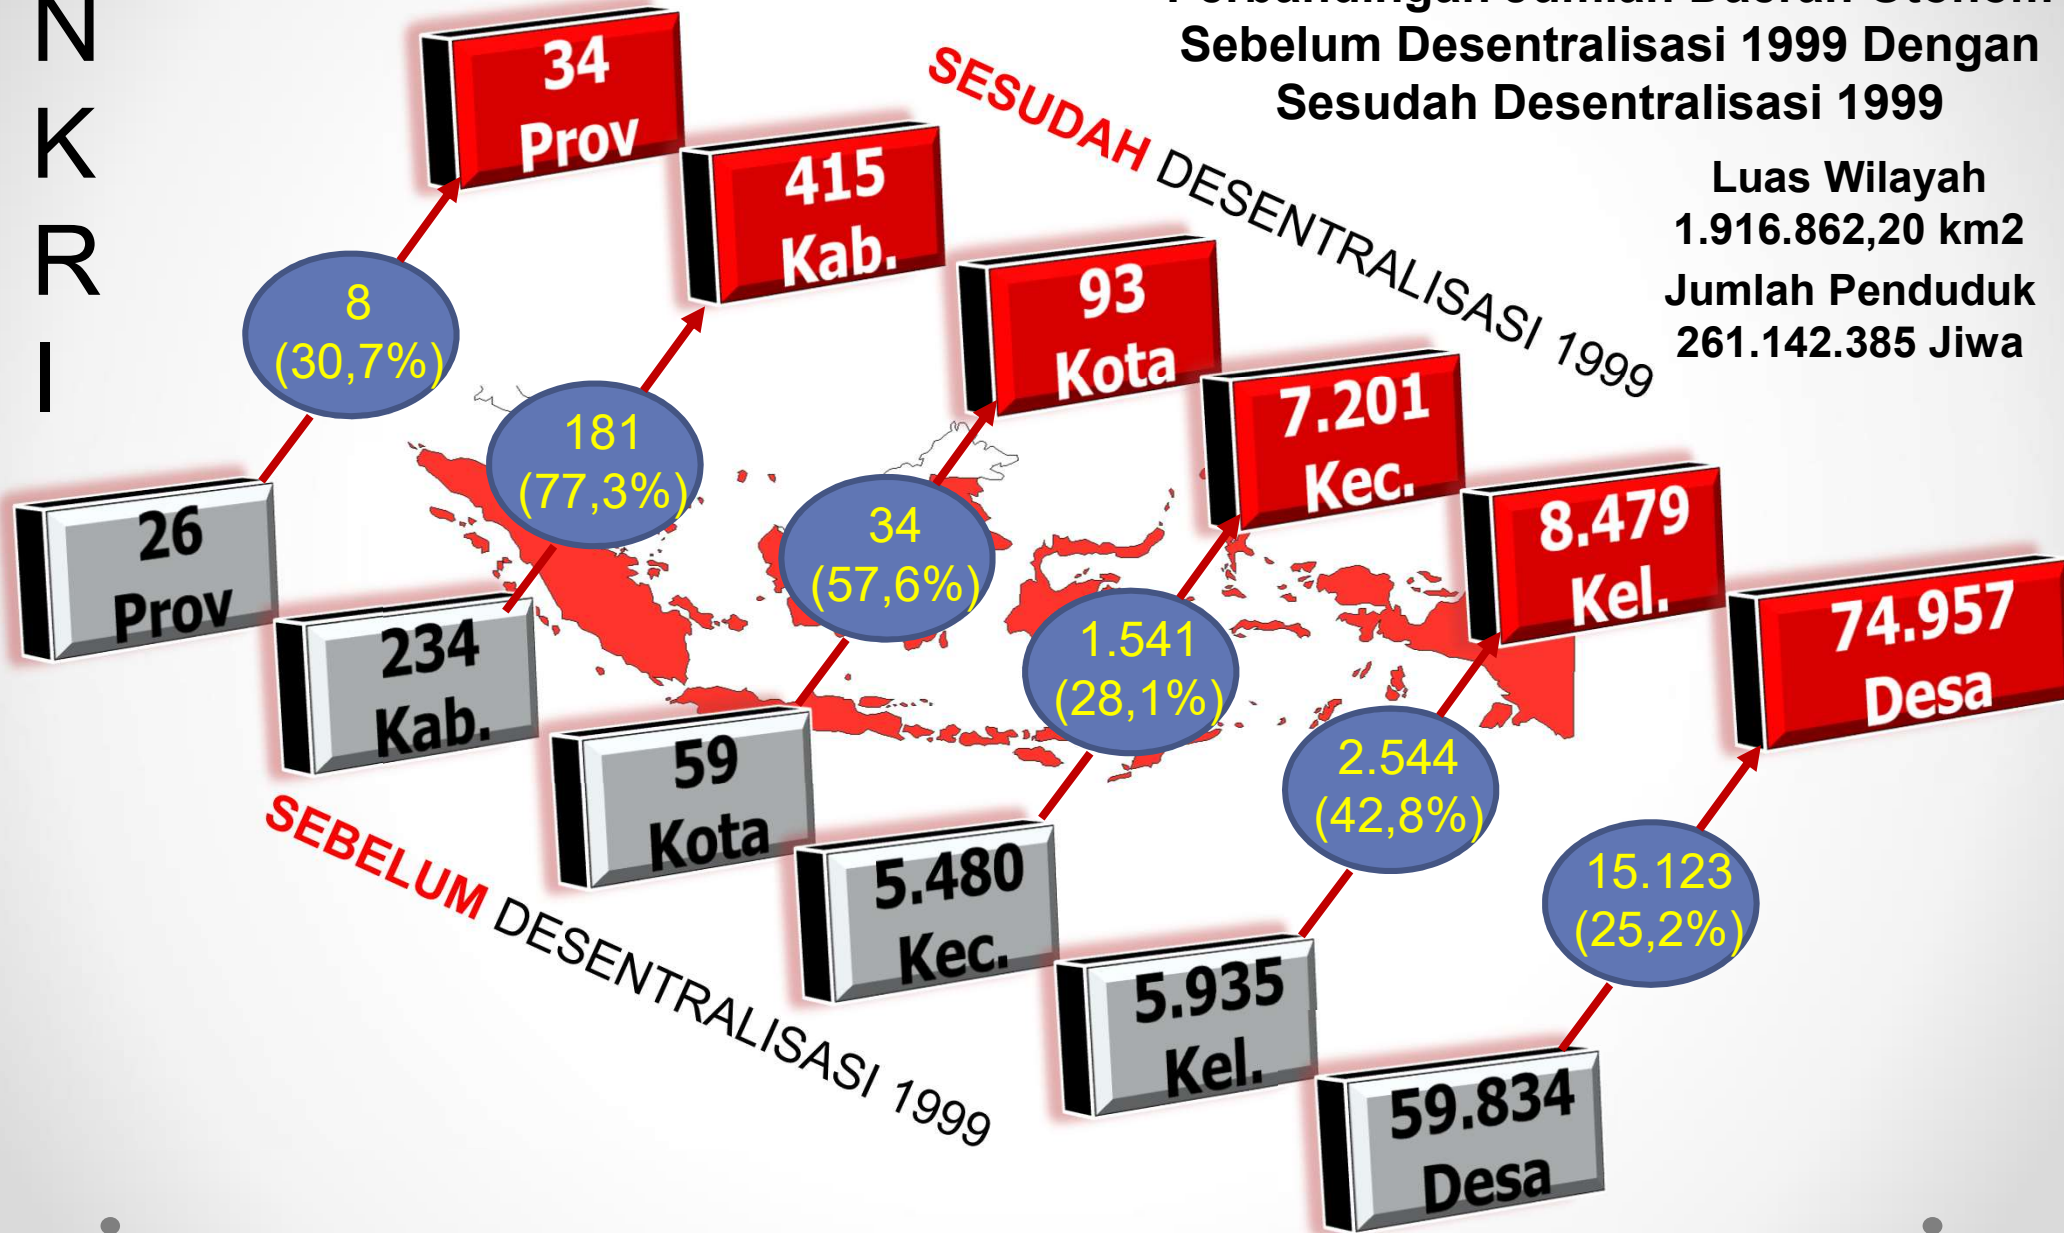 N
K
R
I
Perbandingan Jumlah Daerah Otonom
Sebelum Desentralisasi 1999 Dengan
Sesudah Desentralisasi 1999
Luas Wilayah
1.916.862,20 km2
Jumlah Penduduk
261.142.385 Jiwa
SESUDAH DESENTRALISASI 1999
34
Prov
415
Kab.
93
Kota
7.201
Kec.
8.479
Kel.
74.957
Desa
8
(30,7%)
181
(77,3%)
34
(57,6%)
1.541
(28,1%)
2.544
(42,8%)
15.123
(25,2%)
26
Prov
234
Kab.
59
Kota
5.480
Kec.
5.935
Kel.
59.834
Desa
SEBELUM DESENTRALISASI 1999